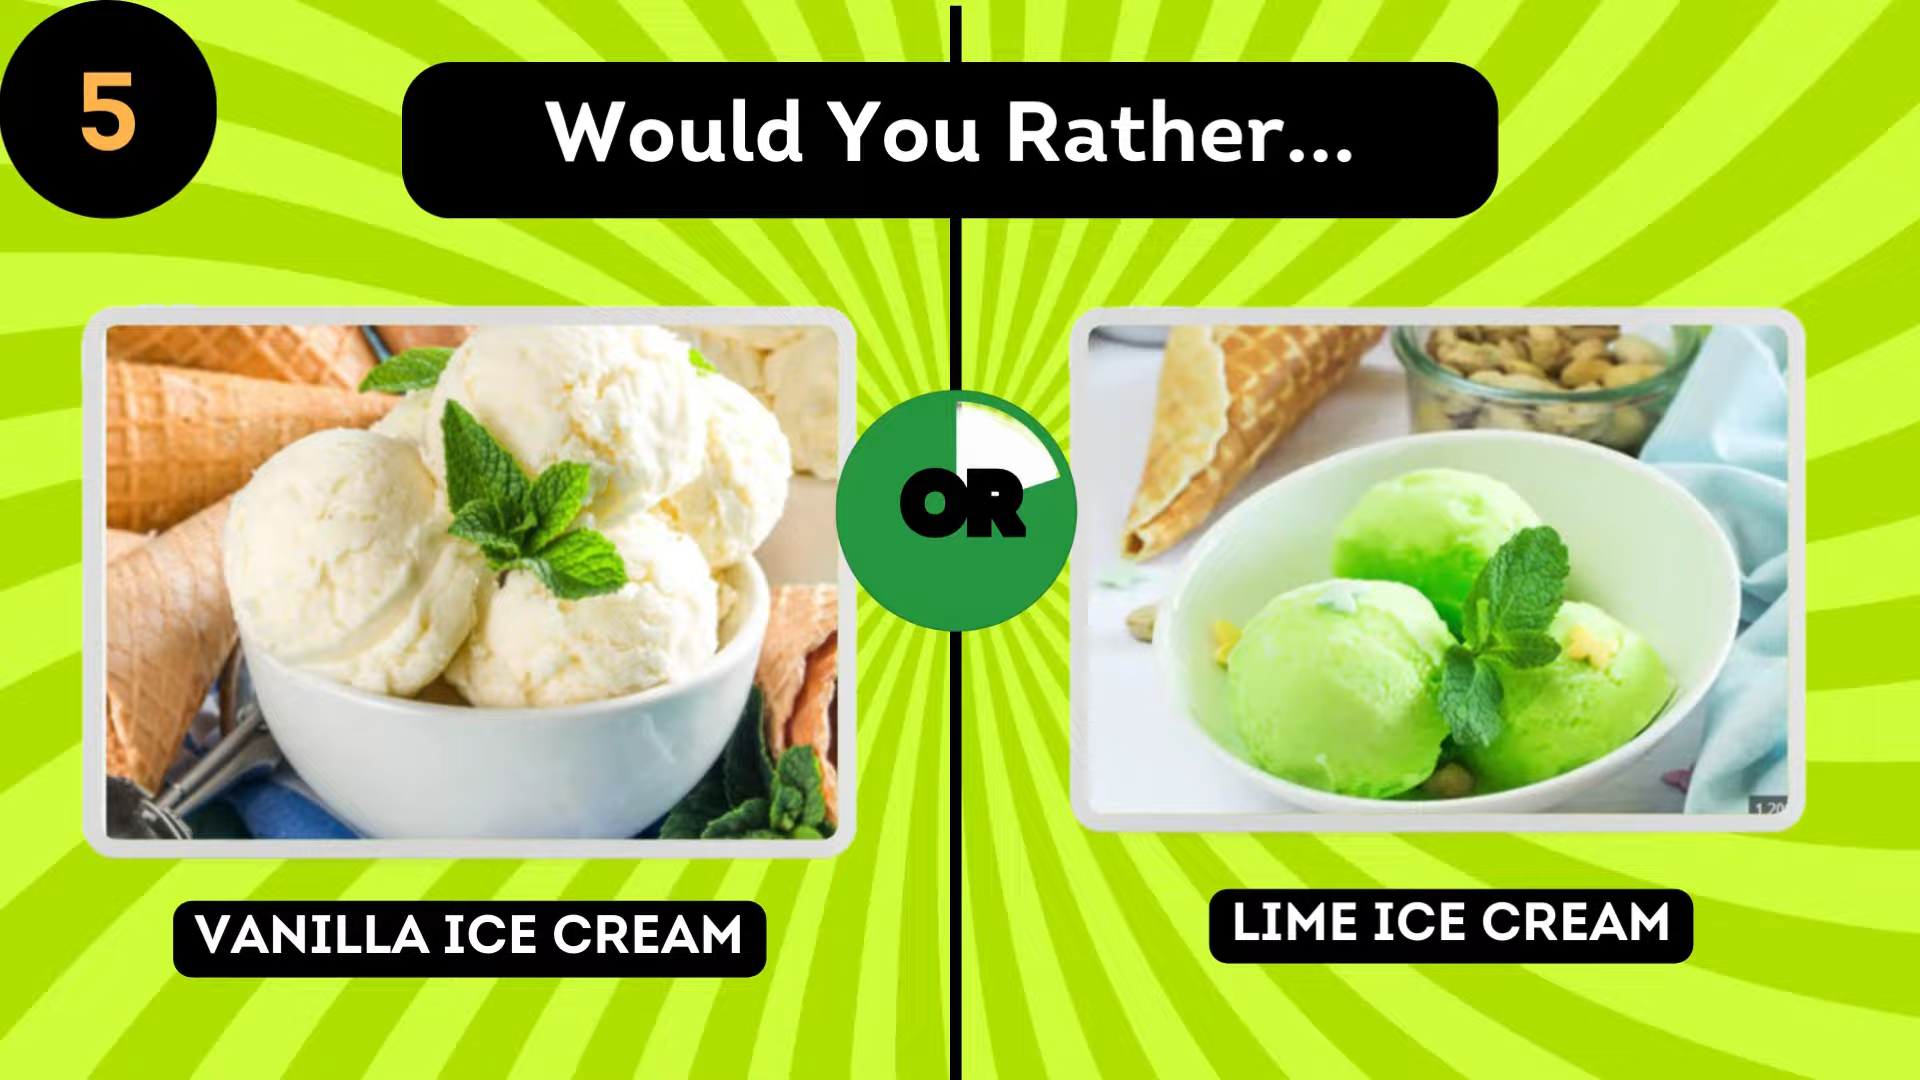 5
Would You Rather...
OR
VANILLA ICE CREAM
LIME ICE CREAM